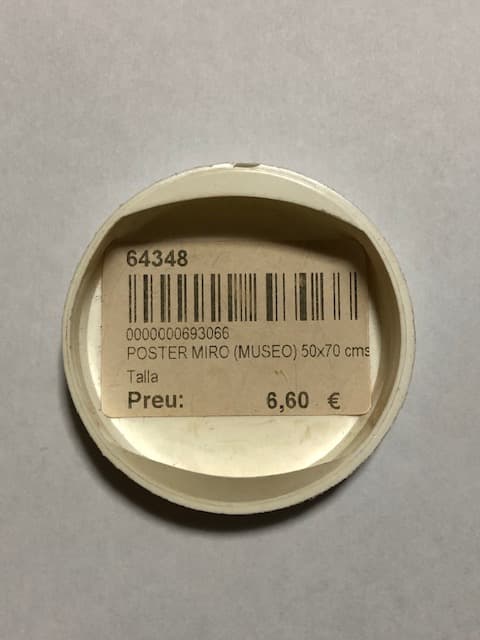 64348
0000000693066
POSTER MIRO (MUSEO) 50x70 cms
Talla
Preu: 6,60 €